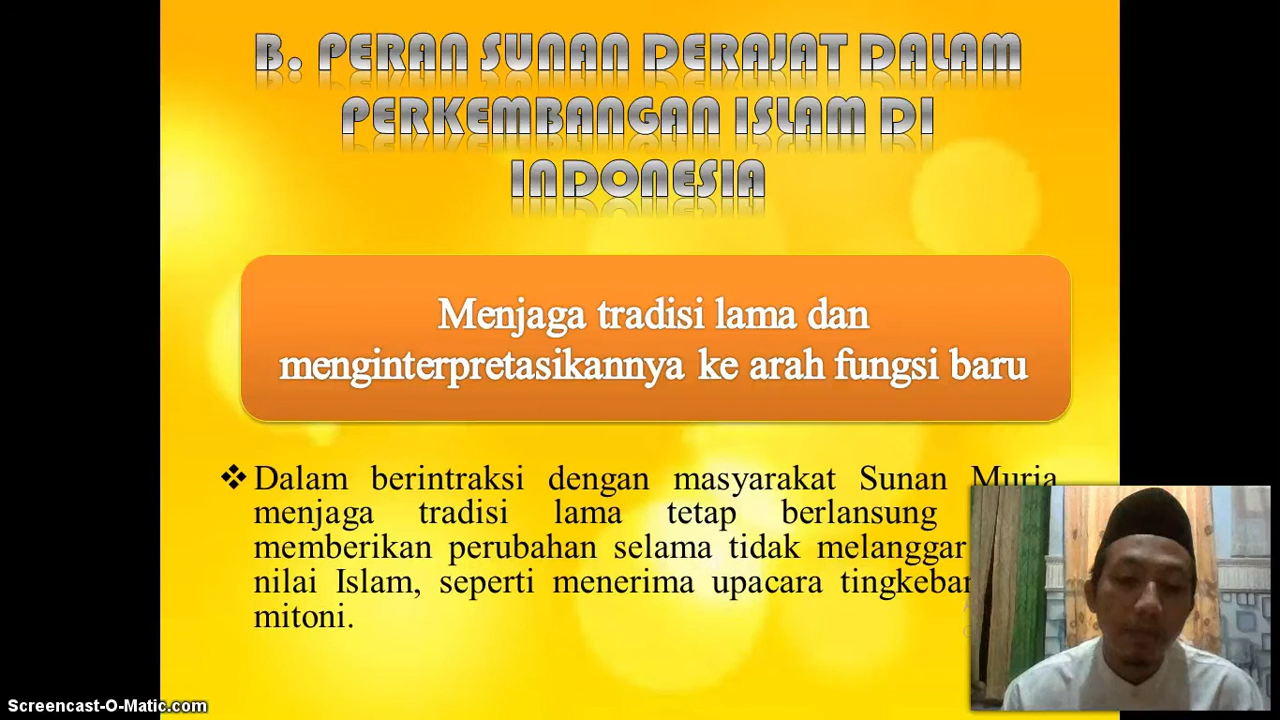 B. PERAN SUNAN DERAJAT DALAM
PERKEMBANGAN ISLAM DI
INDONESIA
Menjaga tradisi lama dan
menginterpretasikannya ke arah fungsi baru
❖ Dalam berintraksi dengan masyarakat Sunan Muria
menjaga tradisi lama tetap berlansung
memberikan perubahan selama tidak melanggar
nilai Islam, seperti menerima upacara
mitoni.
Screencast-O-Matic.com